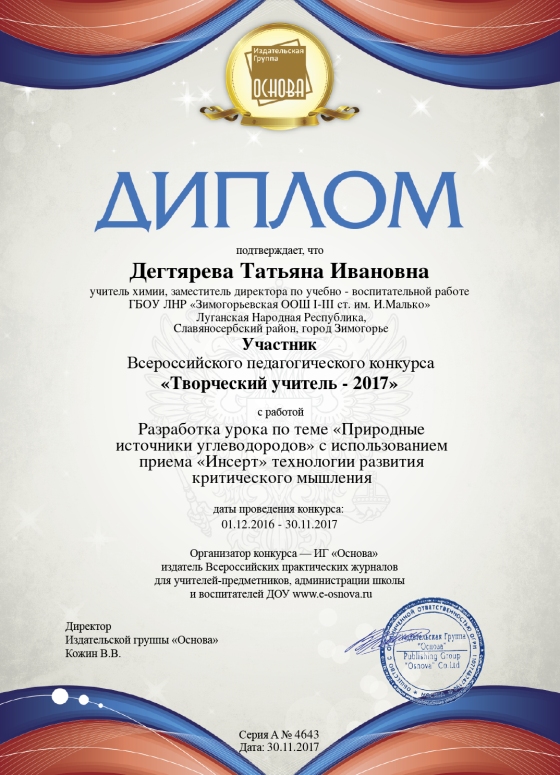 Издательская
Группа
ОСНОВА
ДИПЛОМ
подтверждает, что
Дегтярева Татьяна Ивановна
учитель химии, заместитель директора по учебно - воспитательной работе
ГБОУ ЛНР «Зимогорьевская ООШ I-III ст. им. И.Малько»
Луганская Народная Республика,
Славяносербский район, город Зимогорье
Участник
Всероссийского педагогического конкурса
«Творческий учитель - 2017»
с работой
Разработка урока по теме «Природные
источники углеводородов» с использованием
приема «Инсерт» технологии развития
критического мышления
даты проведения конкурса:
01.12.2016 - 30.11.2017
Организатор конкурса — ИГ «Основа»
издатель Всероссийских практических журналов
для учителей-предметников, администрации школы
и воспитателей ДОУ www.e-osnova.ru
Директор
Издательской группы «Основа»
Кожин В.В.
Издательская Группа
"Основа"
Publishing Group
"Osnova" Co Ltd
Серия А № 4643
Дата: 30.11.2017